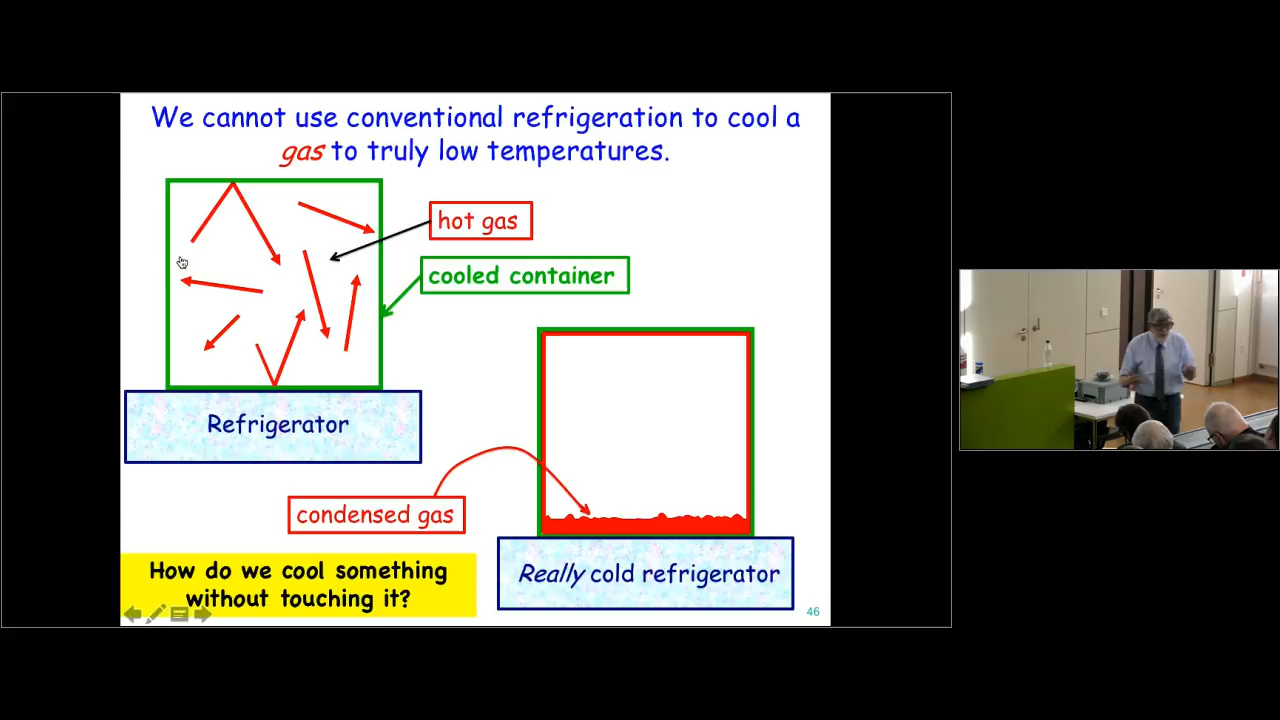 We cannot use conventional refrigeration to cool a
gas to truly low temperatures.
hot gas
cooled container
Refrigerator
condensed gas
Really cold refrigerator
How do we cool something
without touching it?
46